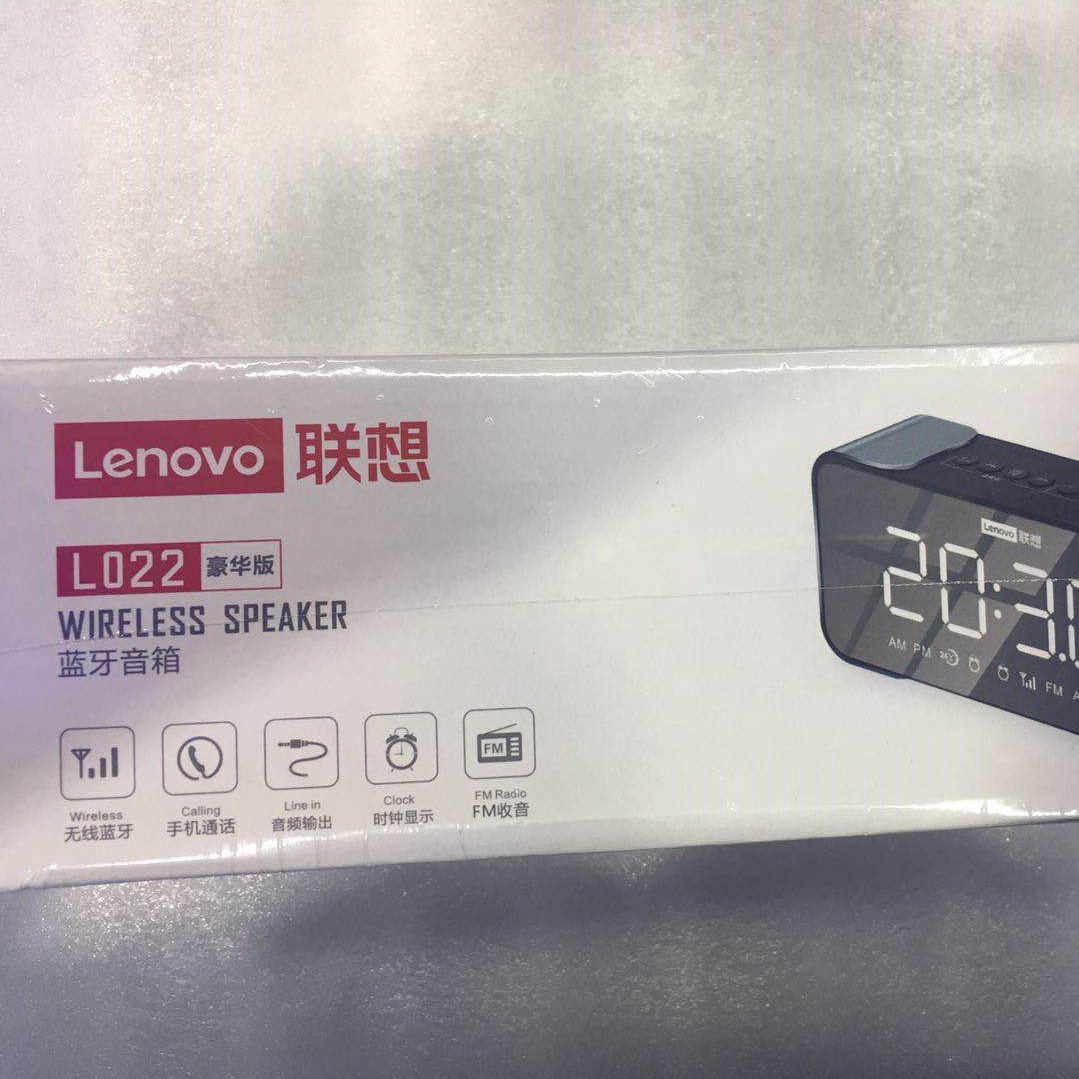 Lenovo 联想
L022 豪华版
WIRELESS SPEAKER
蓝牙音箱
Wireless
无线蓝牙
Calling
手机通话
Line in
音频输出
Clock
时钟显示
FM
FM Radio
FM收音
Lenovo 联想
20:30
AM PM
FM